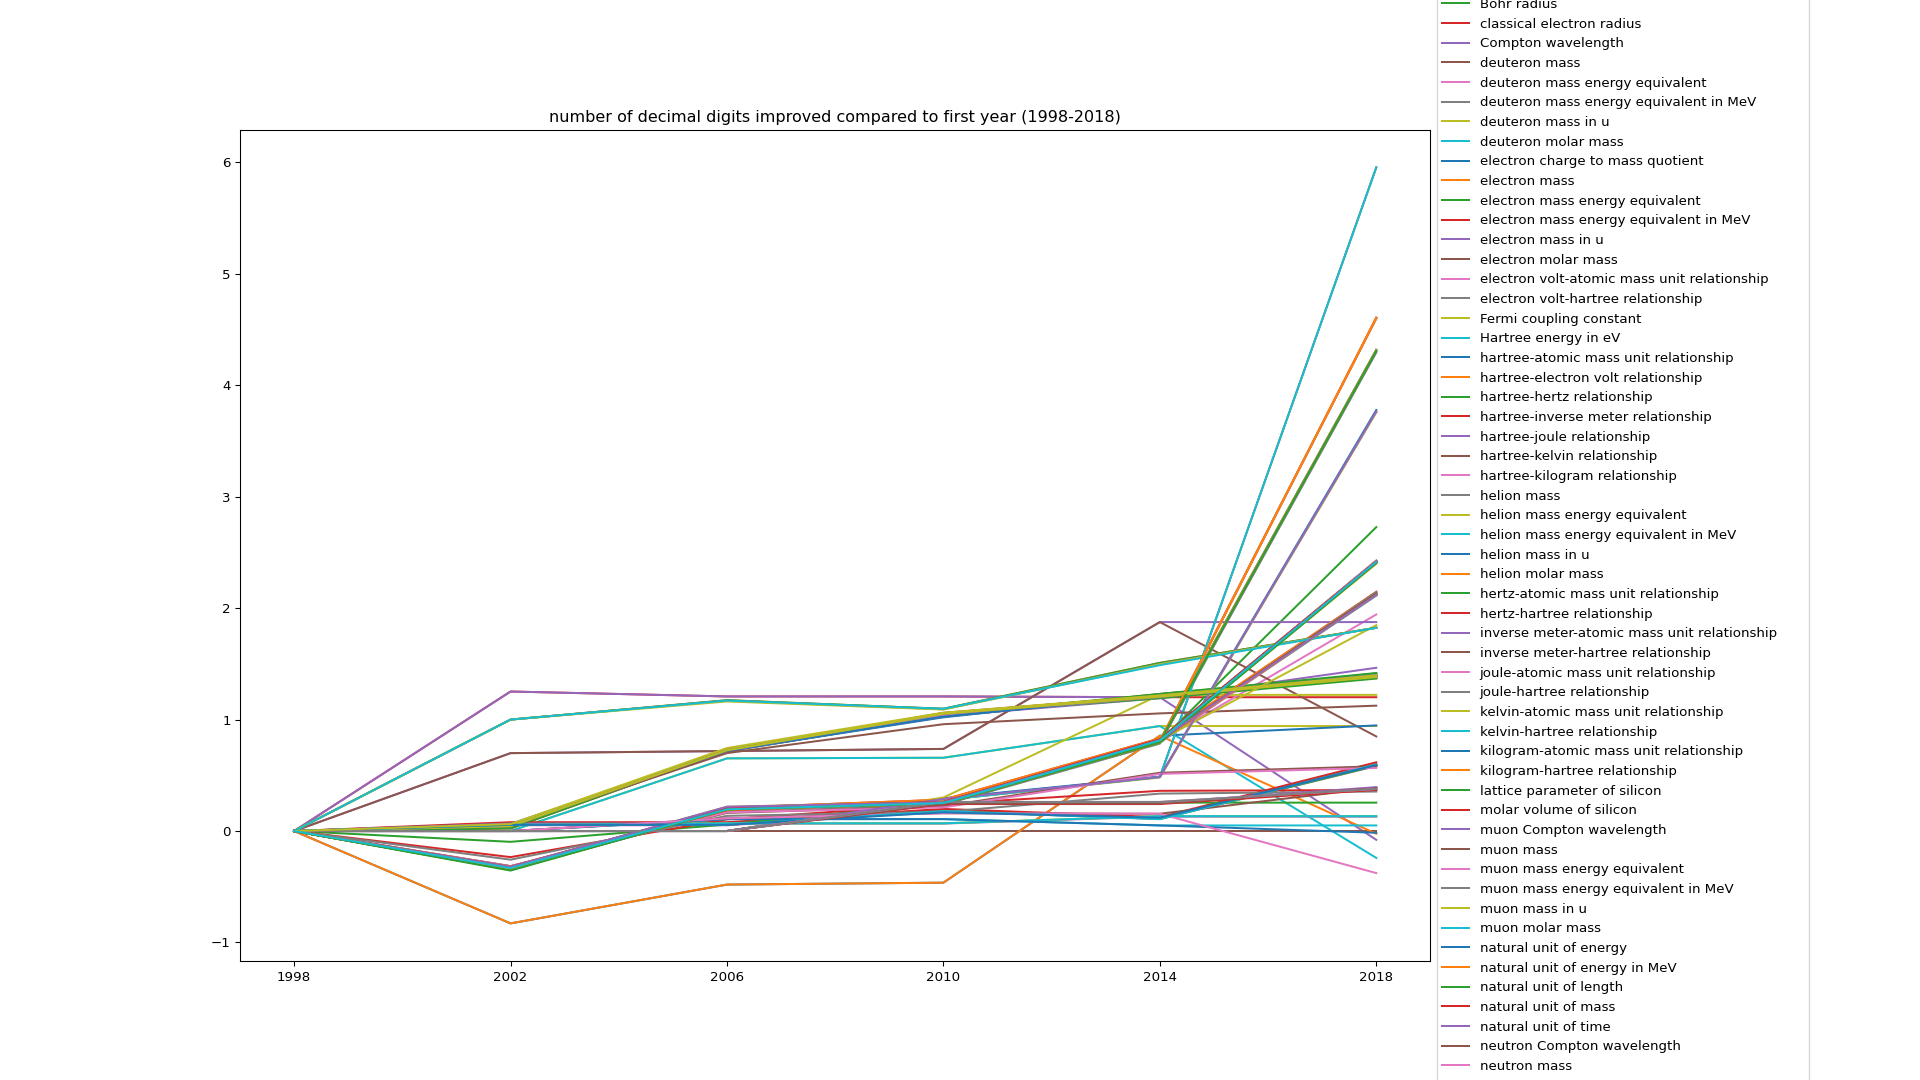 number of decimal digits improved compared to first year (1998-2018)
6
5
4
3
2
1
0
−1
1998
2002
2006
2010
2014
2018
Bohr radius
classical electron radius
Compton wavelength
deuteron mass
deuteron mass energy equivalent
deuteron mass energy equivalent in MeV
deuteron mass in u
deuteron molar mass
electron charge to mass quotient
electron mass
electron mass energy equivalent
electron mass energy equivalent in MeV
electron mass in u
electron molar mass
electron volt-atomic mass unit relationship
electron volt-hartree relationship
Fermi coupling constant
Hartree energy in eV
hartree-atomic mass unit relationship
hartree-electron volt relationship
hartree-hertz relationship
hartree-inverse meter relationship
hartree-joule relationship
hartree-kelvin relationship
hartree-kilogram relationship
helion mass
helion mass energy equivalent
helion mass energy equivalent in MeV
helion mass in u
helion molar mass
hertz-atomic mass unit relationship
hertz-hartree relationship
inverse meter-atomic mass unit relationship
inverse meter-hartree relationship
joule-atomic mass unit relationship
joule-hartree relationship
kelvin-atomic mass unit relationship
kelvin-hartree relationship
kilogram-atomic mass unit relationship
kilogram-hartree relationship
lattice parameter of silicon
molar volume of silicon
muon Compton wavelength
muon mass
muon mass energy equivalent
muon mass energy equivalent in MeV
muon mass in u
muon molar mass
natural unit of energy
natural unit of energy in MeV
natural unit of length
natural unit of mass
natural unit of time
neutron Compton wavelength
neutron mass